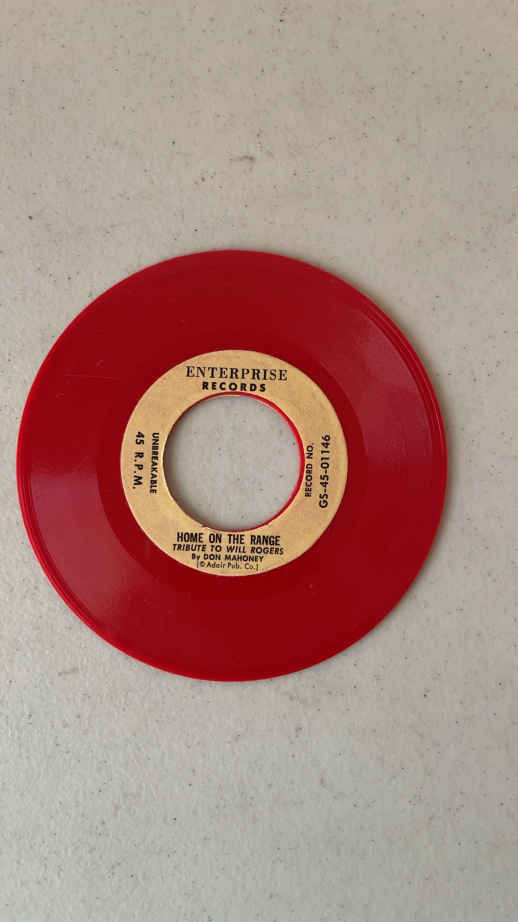 ENTERPRISE
RECORDS
UNBREAKABLE
45 R.P.M.
RECORD NO.
GS-45-01146
HOME ON THE RANGE
TRIBUTE TO WILL ROGERS
By DON MAHONEY
(© Adair Pub. Co.)